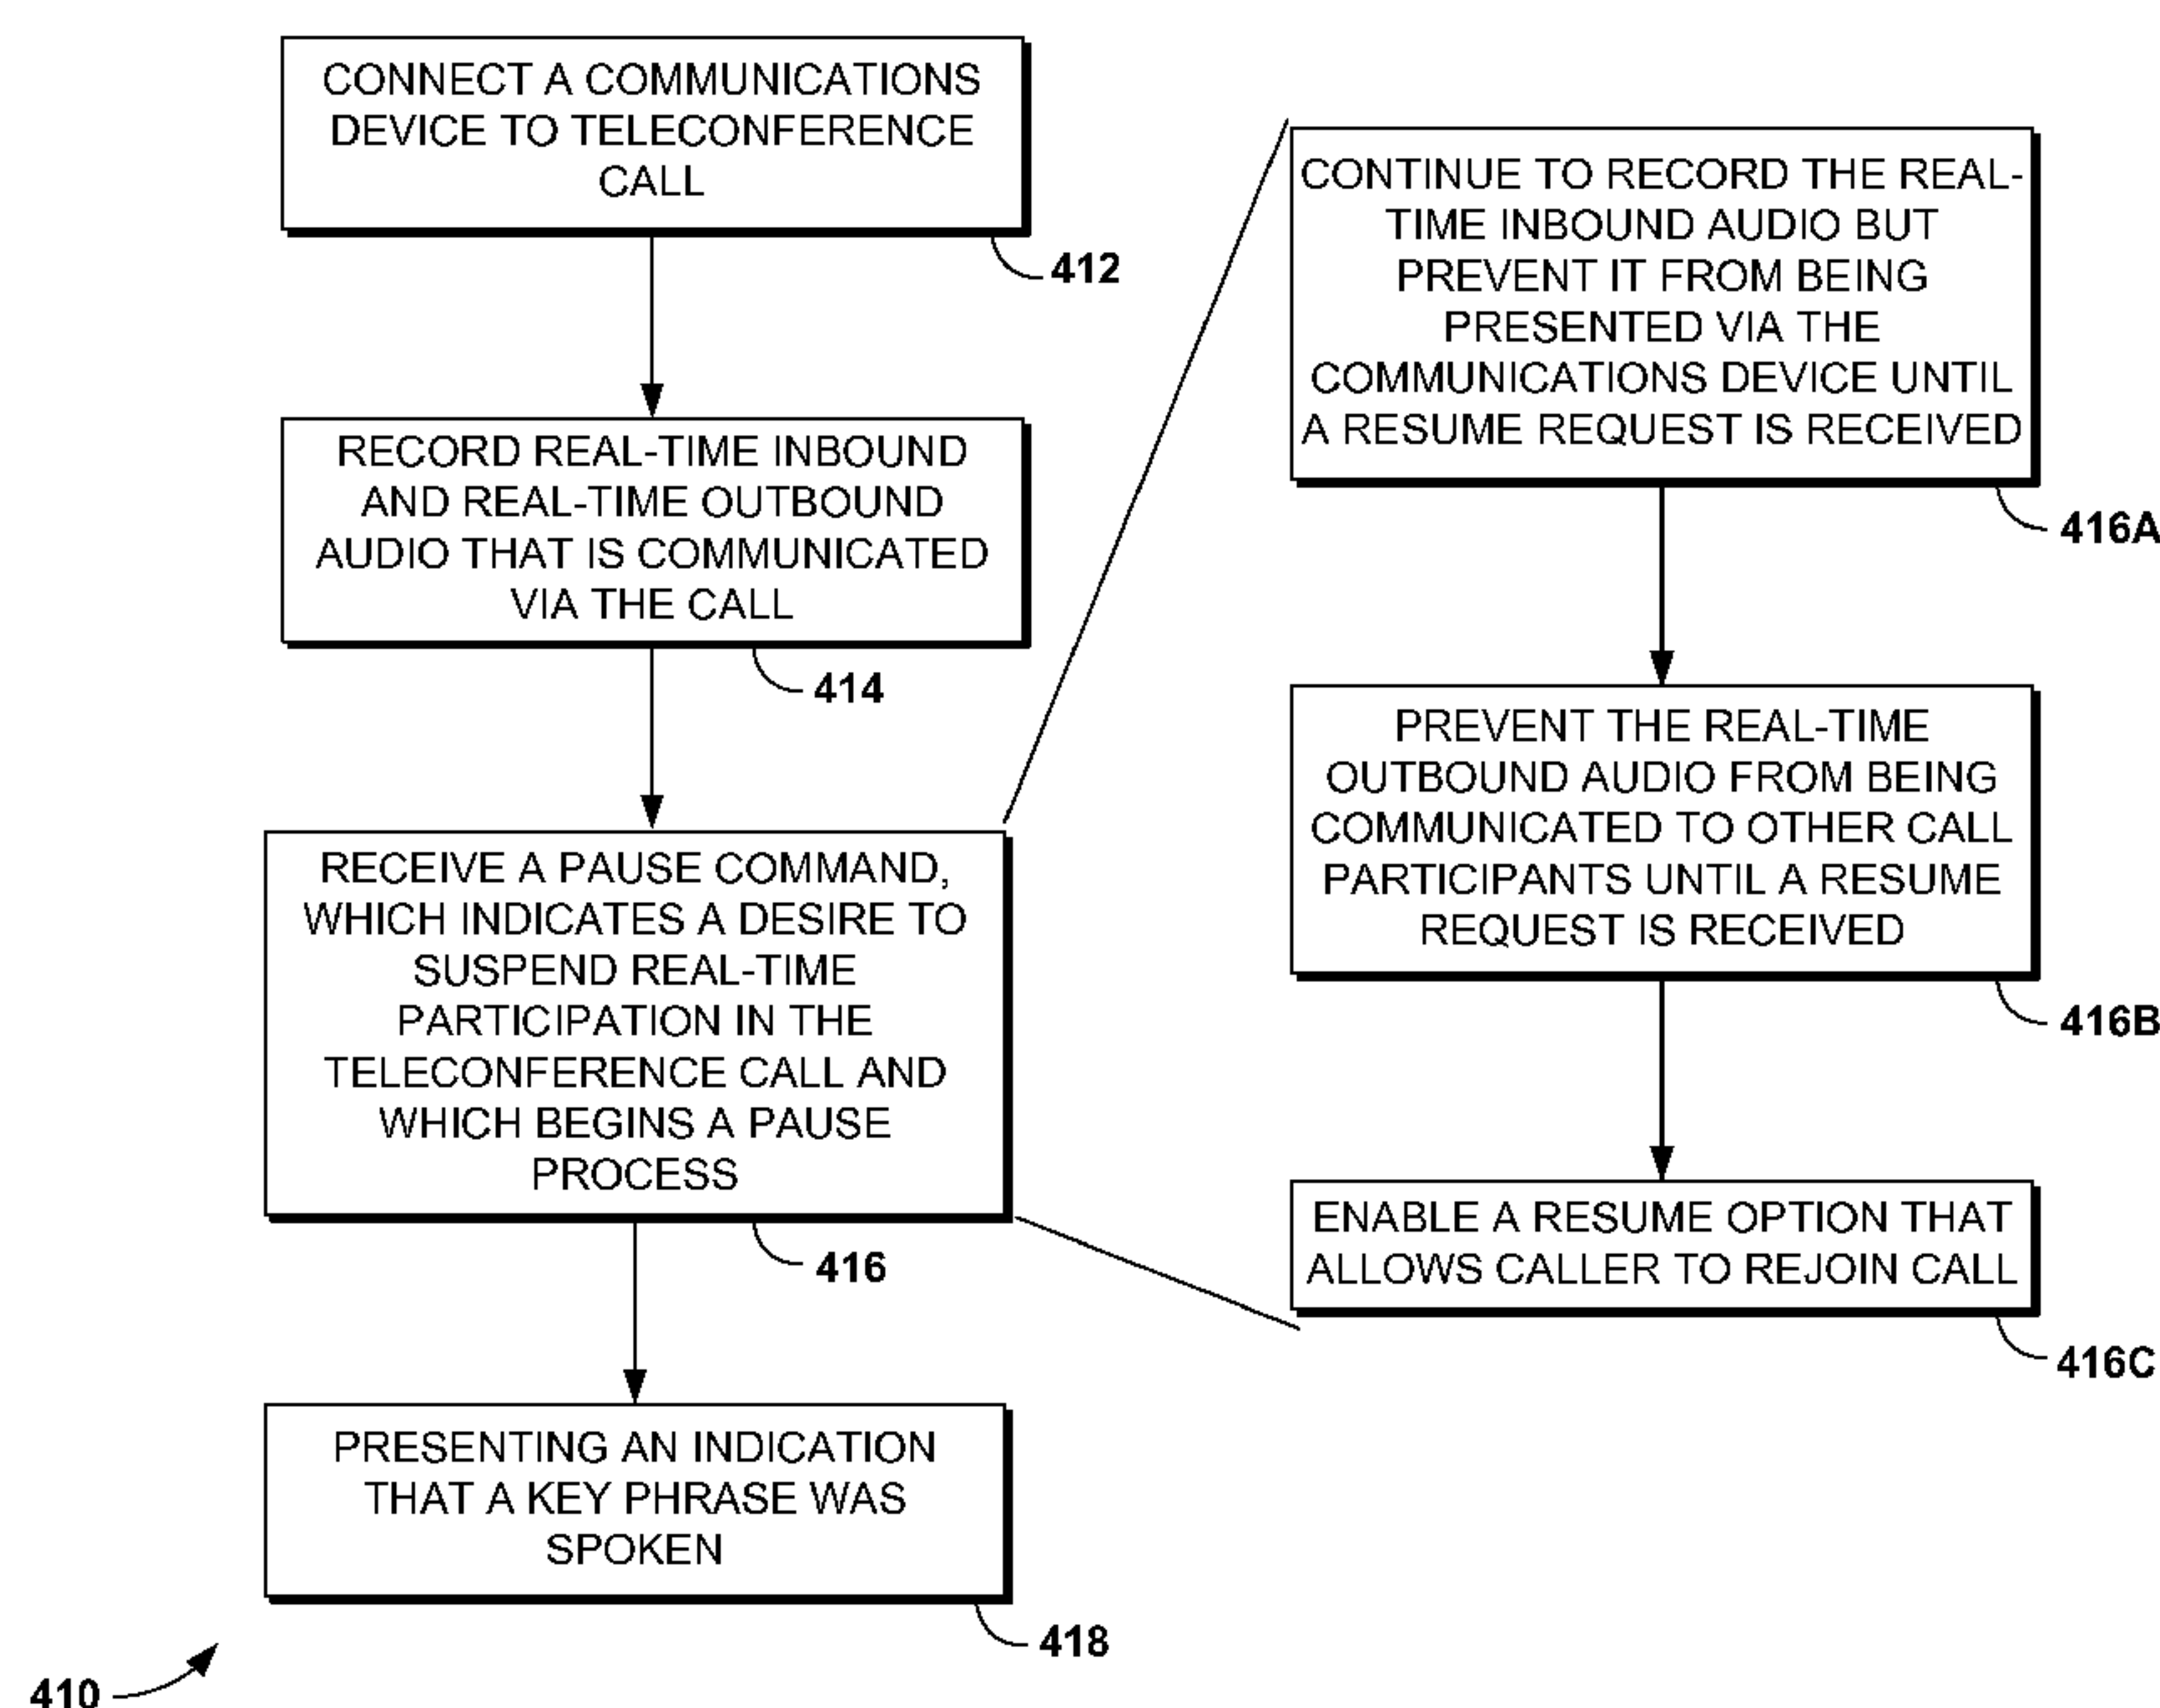 CONNECT A COMMUNICATIONS
DEVICE TO TELECONFERENCE
CALL
412
RECORD REAL-TIME INBOUND
AND REAL-TIME OUTBOUND
AUDIO THAT IS COMMUNICATED
VIA THE CALL
414
RECEIVE A PAUSE COMMAND,
WHICH INDICATES A DESIRE TO
SUSPEND REAL-TIME
PARTICIPATION IN THE
TELECONFERENCE CALL AND
WHICH BEGINS A PAUSE
PROCESS
416
PRESENTING AN INDICATION
THAT A KEY PHRASE WAS
SPOKEN
418
410
CONTINUE TO RECORD THE REAL-
TIME INBOUND AUDIO BUT
PREVENT IT FROM BEING
PRESENTED VIA THE
COMMUNICATIONS DEVICE UNTIL
A RESUME REQUEST IS RECEIVED
416A
PREVENT THE REAL-TIME
OUTBOUND AUDIO FROM BEING
COMMUNICATED TO OTHER CALL
PARTICIPANTS UNTIL A RESUME
REQUEST IS RECEIVED
416B
ENABLE A RESUME OPTION THAT
ALLOWS CALLER TO REJOIN CALL
416C